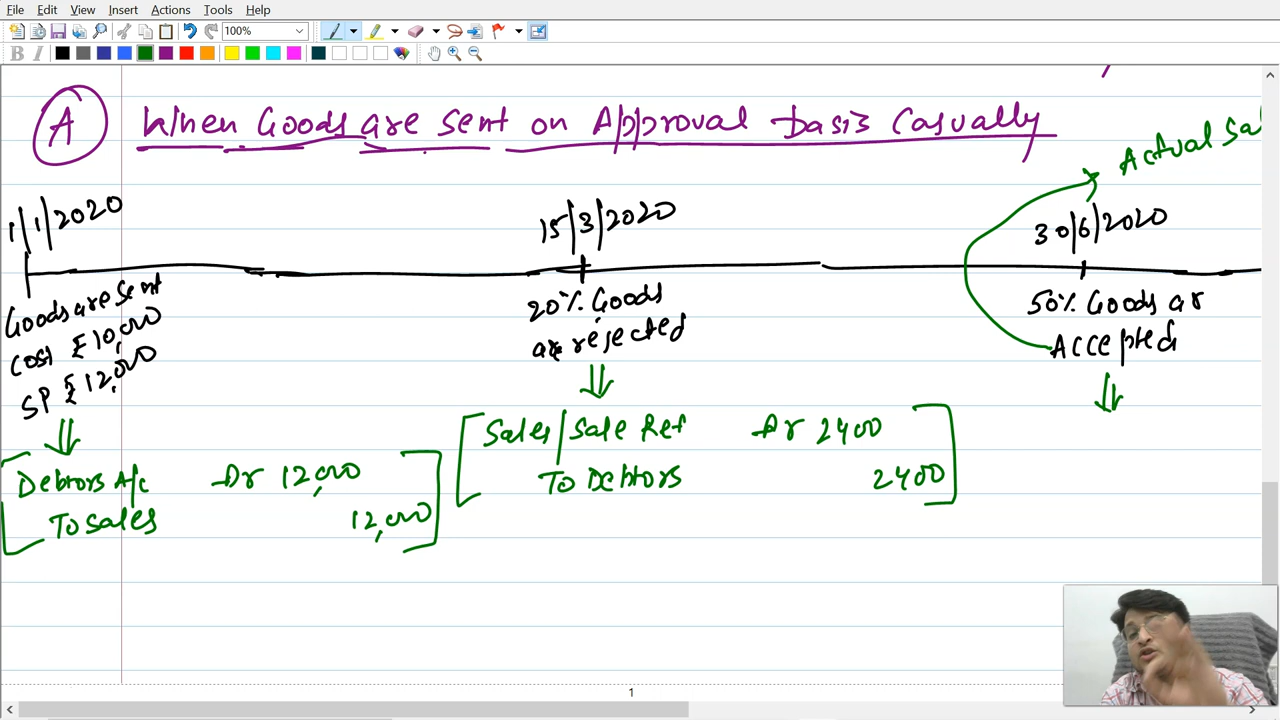 File Edit View Insert Actions Tools Help
100%
A When Goods are Sent on Approval Basis Casually
Actual Sal
1/1/2020 15/3/2020 30/6/2020
Goods are Sent
Cost ₹10,000
SP ₹12,000
20% Goods
are rejected
50% Goods ar
Accepted
Debtors A/c Dr 12,000
To Sales 12,000
Sales/Sale Ret Dr 2400
To Debtors 2400
1